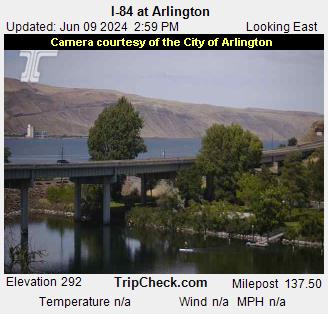 I-84 at Arlington
Updated: Jun 09 2024 2:59 PM Looking East
Camera courtesy of the City of Arlington
Elevation 292 TripCheck.com Milepost 137.50
Temperature n/a Wind n/a MPH n/a